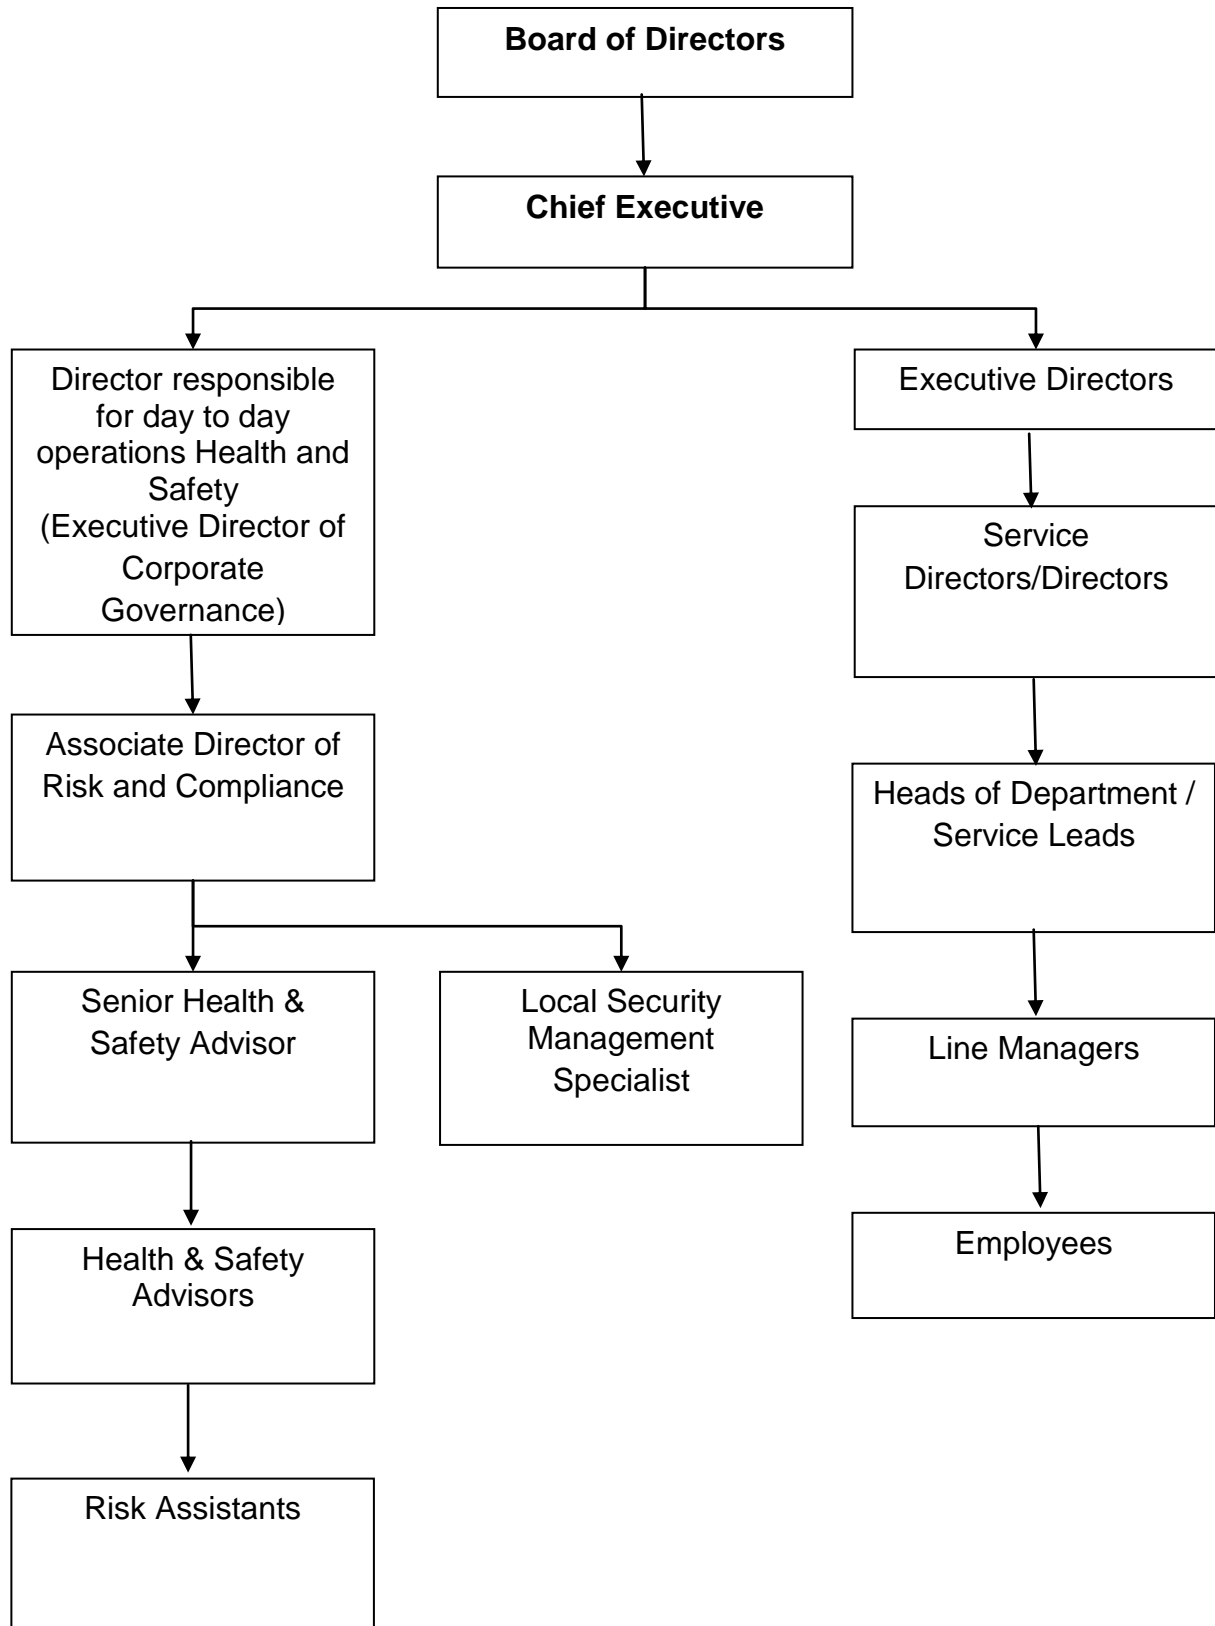 Board of Directors
Chief Executive
Director responsible
for day to day
operations Health and
Safety
(Executive Director of
Corporate
Governance)
Executive Directors
Service
Directors/Directors
Associate Director of
Risk and Compliance
Heads of Department /
Service Leads
Senior Health &
Safety Advisor
Local Security
Management
Specialist
Line Managers
Health & Safety
Advisors
Employees
Risk Assistants